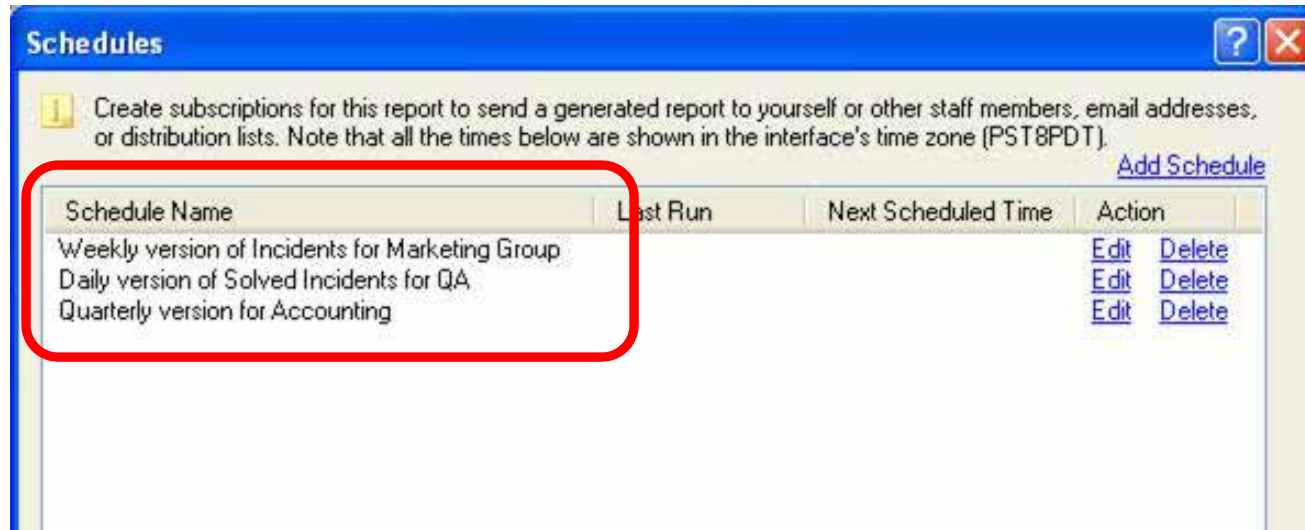 Schedules
Create subscriptions for this report to send a generated report to yourself or other staff members, email addresses,
or distribution lists. Note that all the times below are shown in the interface's time zone (PST8PDT).
Add Schedule
Schedule Name Last Run Next Scheduled Time Action
Weekly version of Incidents for Marketing Group Edit Delete
Daily version of Solved Incidents for QA Edit Delete
Quarterly version for Accounting Edit Delete